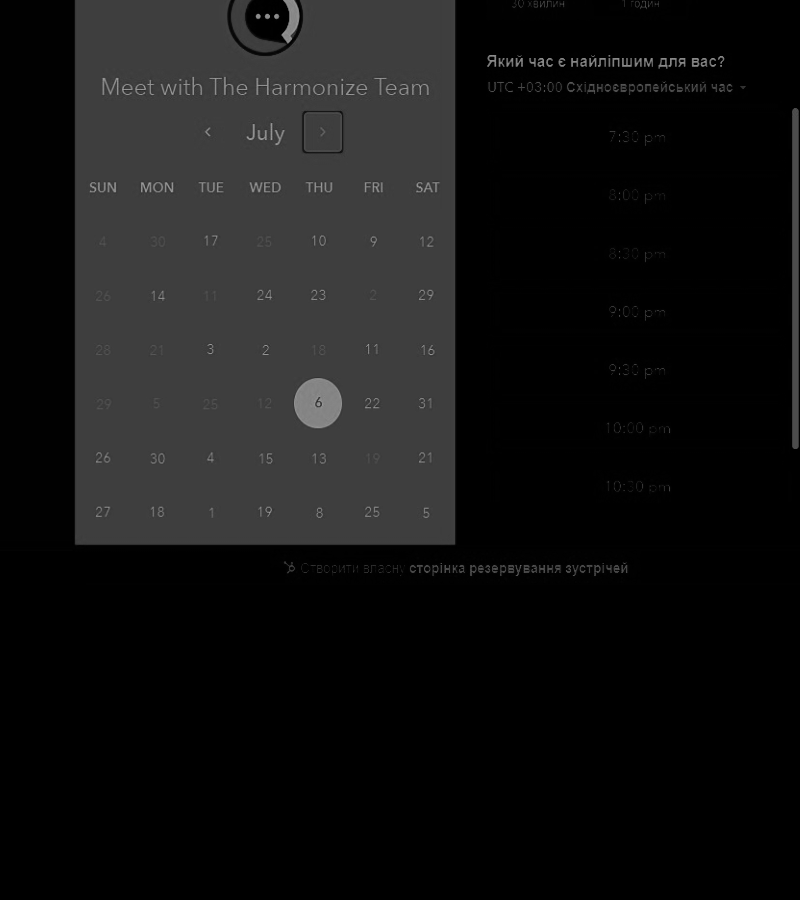 30 хвилин
1 годин
Meet with The Harmonize Team
July
SUN MON TUE WED THU FRI SAT
4 30 17 25 10 9 12
26 14 11 24 23 2 29
28 21 3 2 18 11 16
29 5 25 12 6 22 31
26 30 4 15 13 19 21
27 18 1 19 8 25 5
Який час є найліпшим для вас?
UTC +03:00 Східноєвропейський час
7:30 pm
8:00 pm
8:30 pm
9:00 pm
9:30 pm
10:00 pm
10:30 pm
Створити власну сторінка резервування зустрічей